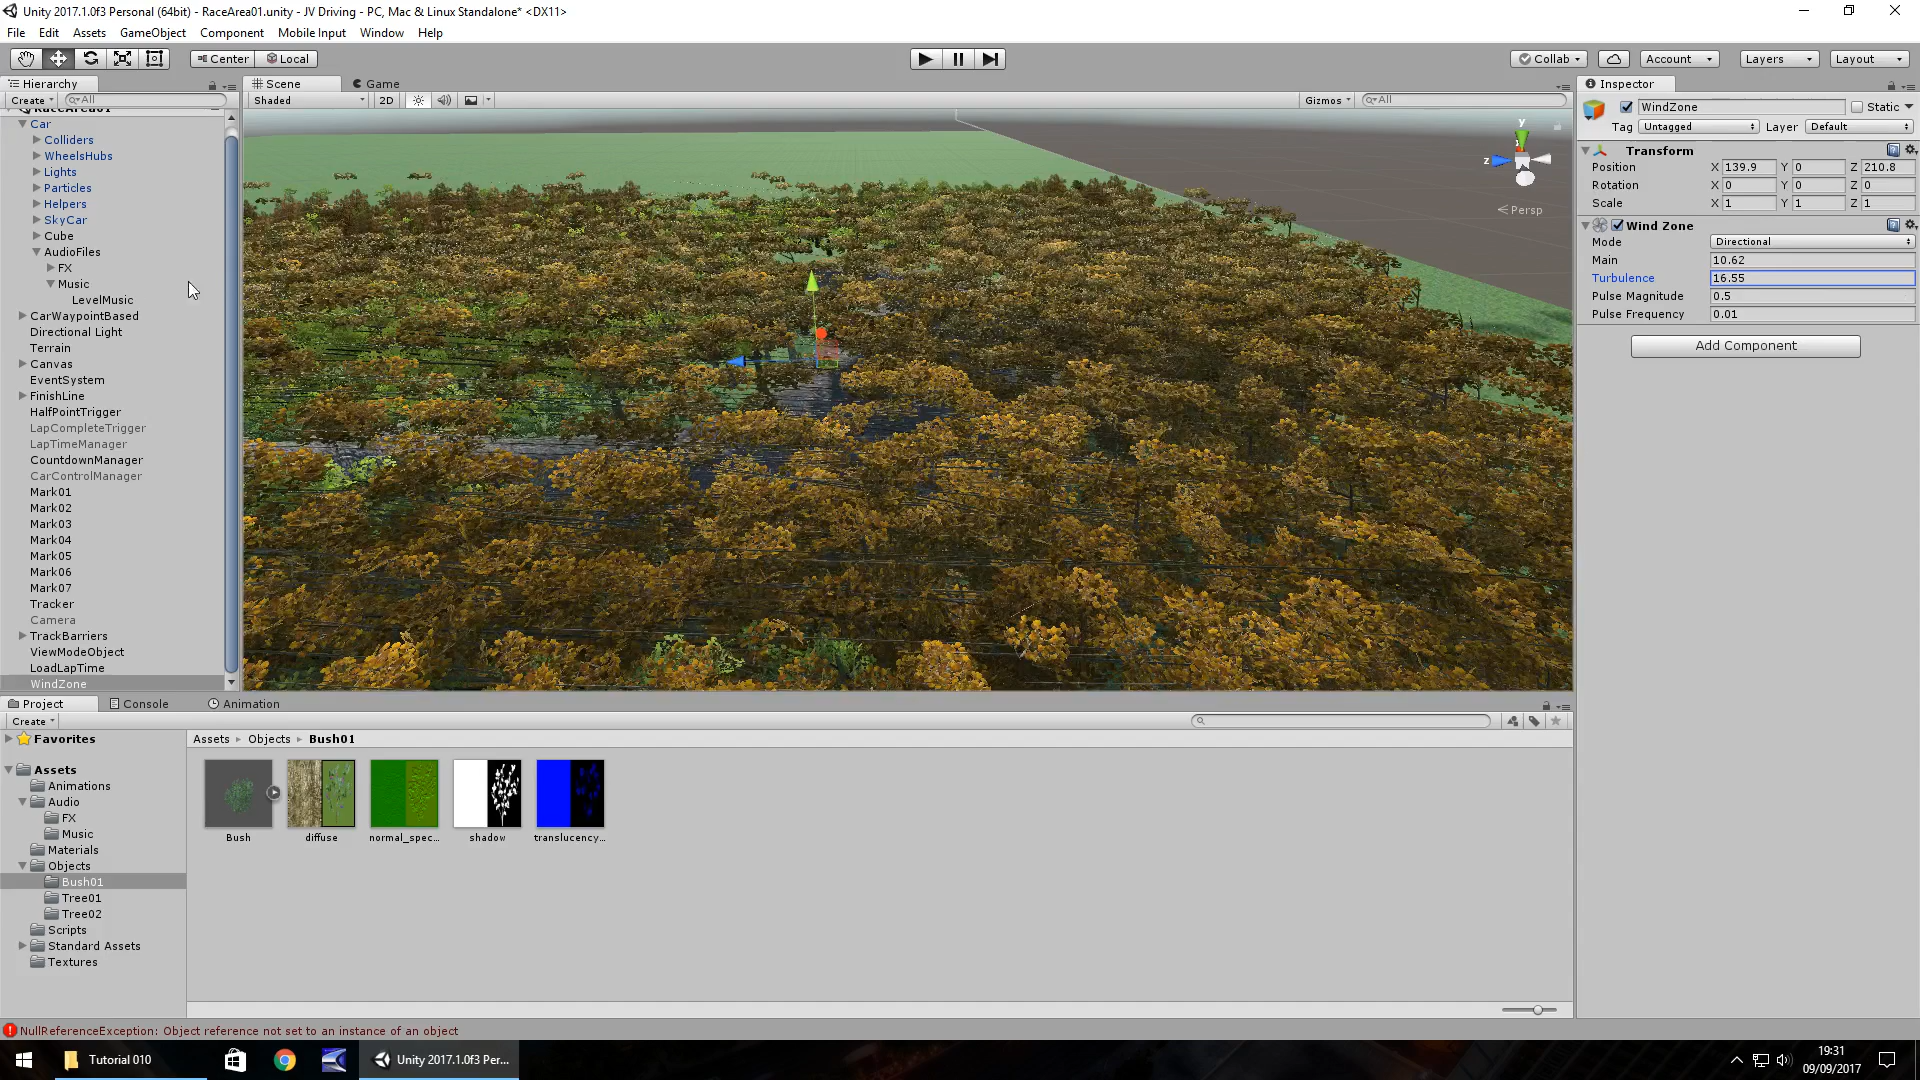 Unity 2017.1.0f3 Personal (64bit) - RaceArea01.unity - JV Driving - PC, Mac & Linux Standalone* <DX11>
File Edit Assets GameObject Component Mobile Input Window Help
Center Local Collab Account Layers Layout
Hierarchy
Create All
RaceArea01
Car
Colliders
WheelsHubs
Lights
Particles
Helpers
SkyCar
Cube
AudioFiles
FX
Music
LevelMusic
CarWaypointBased
Directional Light
Terrain
Canvas
EventSystem
FinishLine
HalfPointTrigger
LapCompleteTrigger
LapTimeManager
CountdownManager
CarControlManager
Mark01
Mark02
Mark03
Mark04
Mark05
Mark06
Mark07
Tracker
Camera
TrackBarriers
ViewModeObject
LoadLapTime
WindZone
Scene Game
Shaded 2D Gizmos All
y
z
Persp
Inspector
WindZone Static
Tag Untagged Layer Default
Transform
Position X 139.9 Y 0 Z 210.8
Rotation X 0 Y 0 Z 0
Scale X 1 Y 1 Z 1
Wind Zone
Mode Directional
Main 10.62
Turbulence 16.55
Pulse Magnitude 0.5
Pulse Frequency 0.01
Add Component
Project Console Animation
Create
Favorites
Assets
Animations
Audio
FX
Music
Materials
Objects
Bush01
Tree01
Tree02
Scripts
Standard Assets
Textures
Assets Objects Bush01
Bush diffuse normal_spec... shadow translucency...
NullReferenceException: Object reference not set to an instance of an object
Tutorial 010 Unity 2017.1.0f3 Per...
19:31
09/09/2017